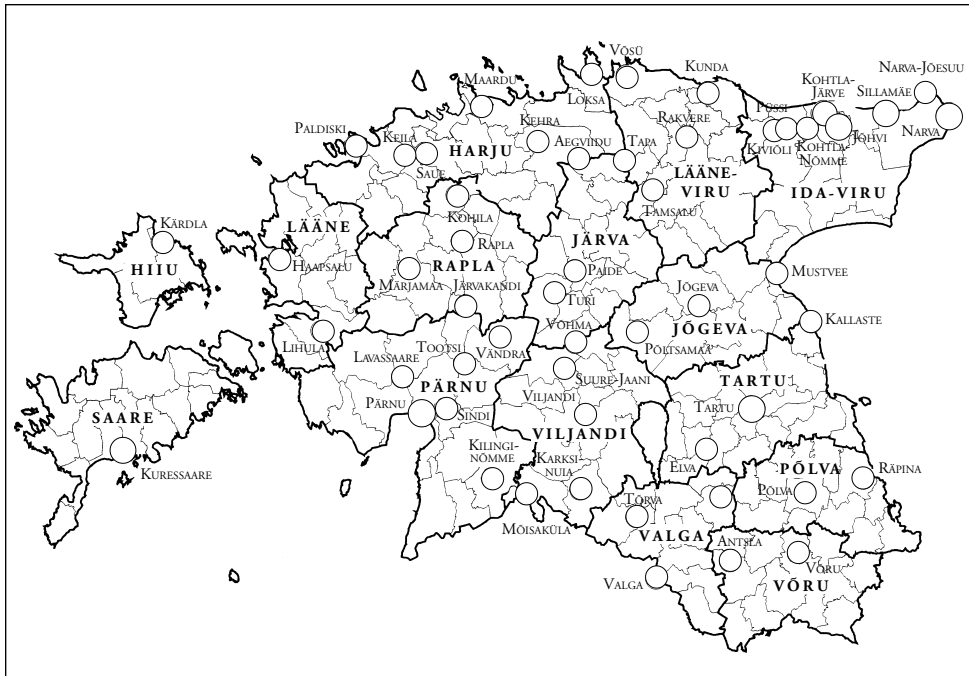 Võsü
Kunda
Narva-Jõesuu
Kohtla-
Järve
Sillamäe
Maardu
Loksa
Püssi
Kehra
Rakvere
Paldiski
Keila
Aegviidu
Tapa
Kiviõli
Kohtla-
Nõmme
Jõhvi
Narva
HARJU
Saue
LÄÄNE-
VIRU
IDA-VIRU
Tamsalu
Kohila
Kärdla
LÄÄNE
Rapla
JÄRVA
HIIU
Haapsalu
RAPLA
Paide
Mustvee
Märjamaa
Järvakandi
Türi
Jõgeva
Võhma
JÕGEVA
Kallaste
Lihula
Tootsi
Vändra
Põltsamaa
Lavassaare
Suure-Jaani
TARTU
PÄRNU
Viljandi
Pärnu
Sindi
Tartu
SAARE
VILJANDI
Kilingi-
Nõmme
Karksi-
Nuia
Elva
PÕLVA
Räpina
Kuressaare
Põlva
Tõrva
Mõisaküla
VALGA
Antsla
Võru
Valga
VÕRU